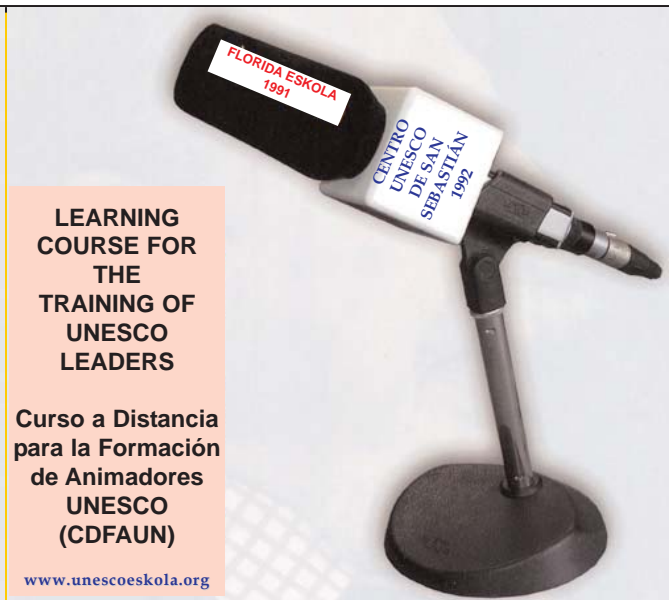 FLORIDA ESKOLA
1991
CENTRO
UNESCO
DE SAN
SEBASTIÁN
1992
LEARNING
COURSE FOR
THE
TRAINING OF
UNESCO
LEADERS
Curso a Distancia
para la Formación
de Animadores
UNESCO
(CDFAUN)
www.unescoeskola.org